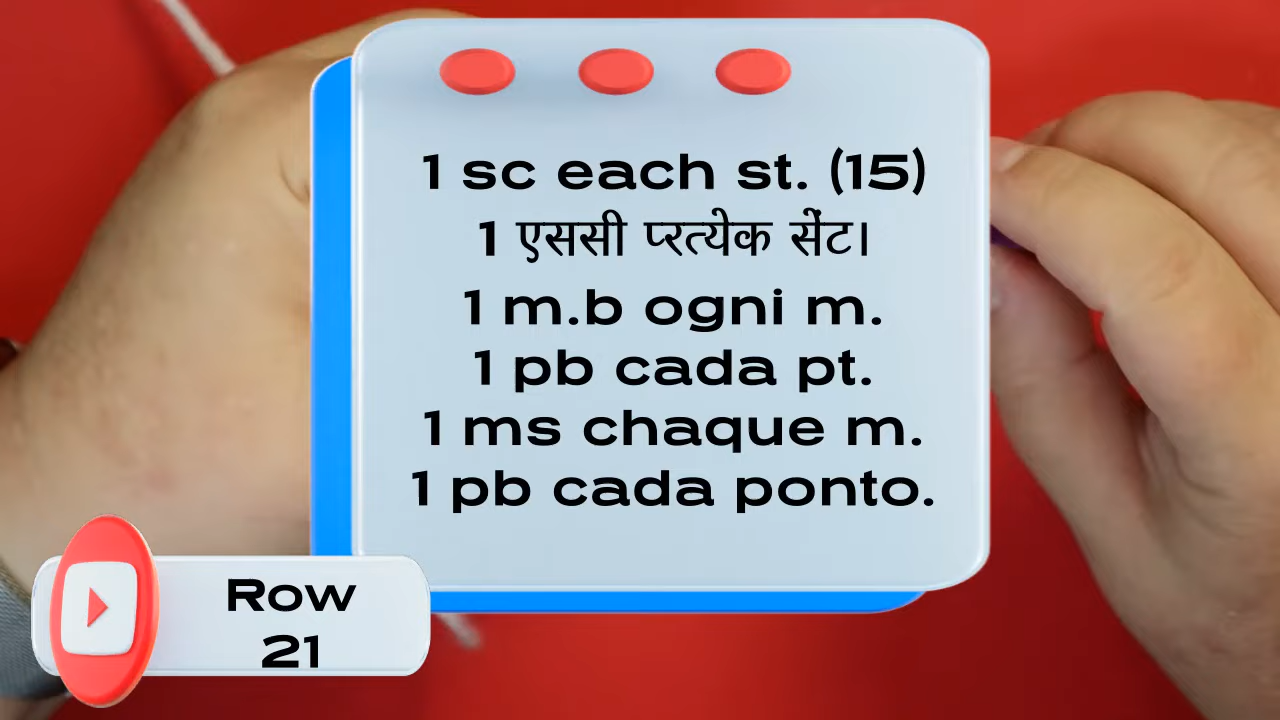 1 sc each st. (15)
1 एससी प्रत्येक सेंट।
1 m.b ogni m.
1 pb cada pt.
1 ms chaque m.
1 pb cada ponto.
Row
21